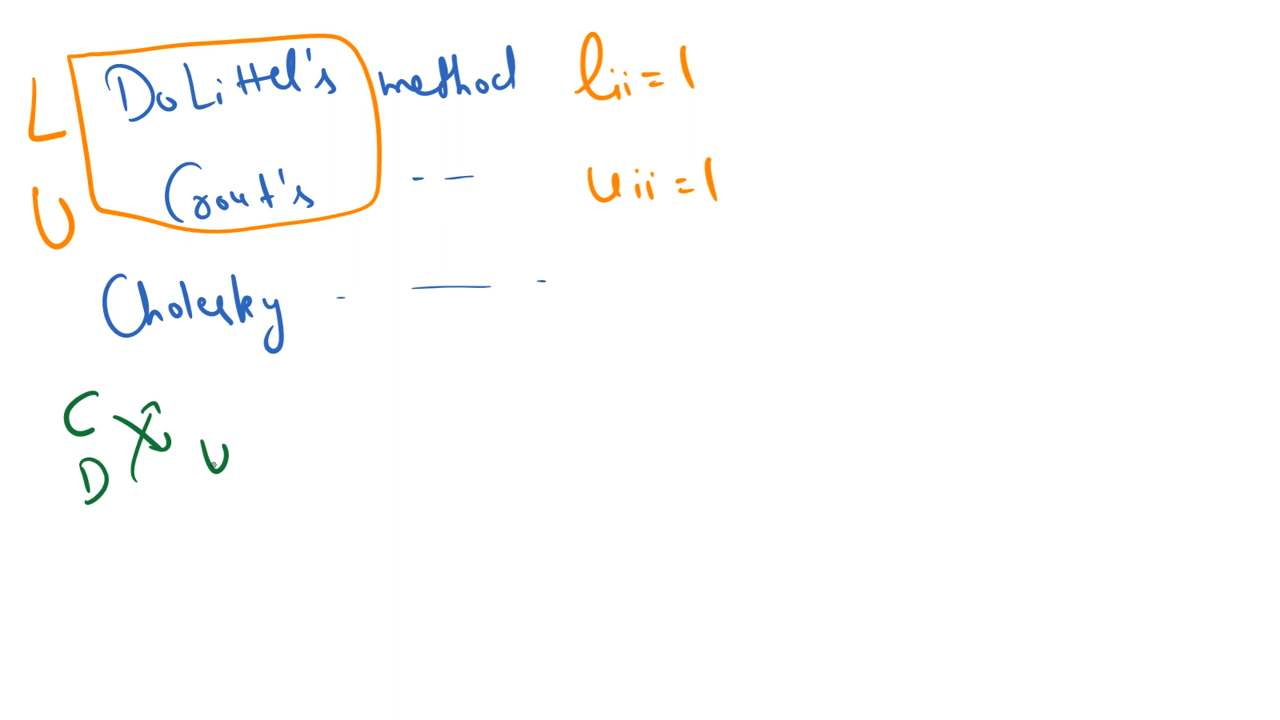 L DoLittel's method lii = 1
U Crout's - - uii = 1
Cholesky - - -
C
D U